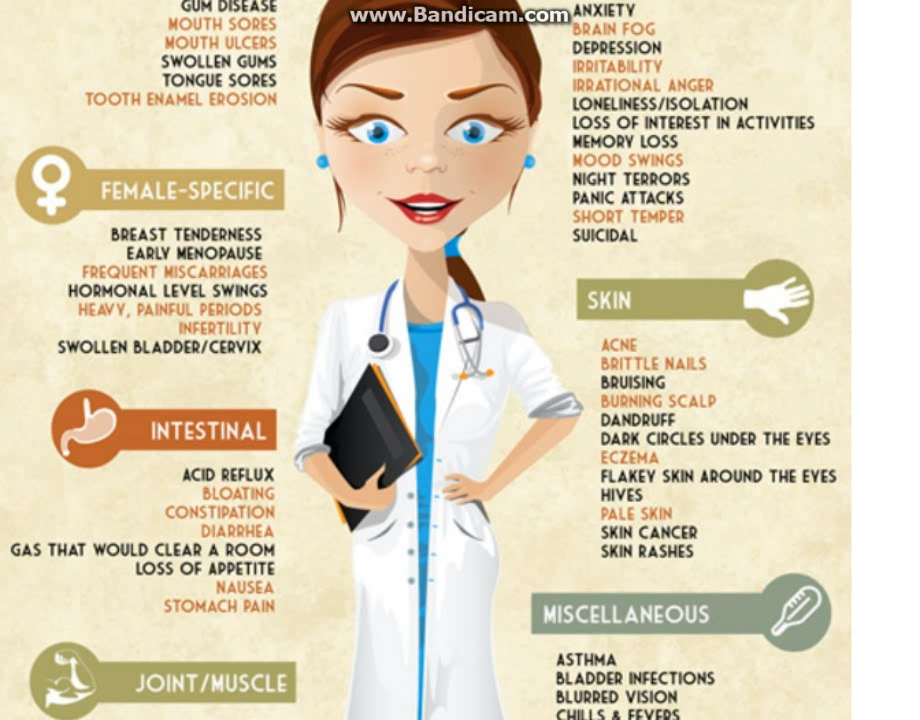 www.Bandicam.com
GUM DISEASE
MOUTH SORES
MOUTH ULCERS
SWOLLEN GUMS
TONGUE SORES
TOOTH ENAMEL EROSION
FEMALE-SPECIFIC
BREAST TENDERNESS
EARLY MENOPAUSE
FREQUENT MISCARRIAGES
HORMONAL LEVEL SWINGS
HEAVY, PAINFUL PERIODS
INFERTILITY
SWOLLEN BLADDER/CERVIX
INTESTINAL
ACID REFLUX
BLOATING
CONSTIPATION
DIARRHEA
GAS THAT WOULD CLEAR A ROOM
LOSS OF APPETITE
NAUSEA
STOMACH PAIN
JOINT/MUSCLE
ANXIETY
BRAIN FOG
DEPRESSION
IRRITABILITY
IRRATIONAL ANGER
LONELINESS/ISOLATION
LOSS OF INTEREST IN ACTIVITIES
MEMORY LOSS
MOOD SWINGS
NIGHT TERRORS
PANIC ATTACKS
SHORT TEMPER
SUICIDAL
SKIN
ACNE
BRITTLE NAILS
BRUISING
BURNING SCALP
DANDRUFF
DARK CIRCLES UNDER THE EYES
ECZEMA
FLAKEY SKIN AROUND THE EYES
HIVES
PALE SKIN
SKIN CANCER
SKIN RASHES
MISCELLANEOUS
ASTHMA
BLADDER INFECTIONS
BLURRED VISION
CHILLS & FEVERS